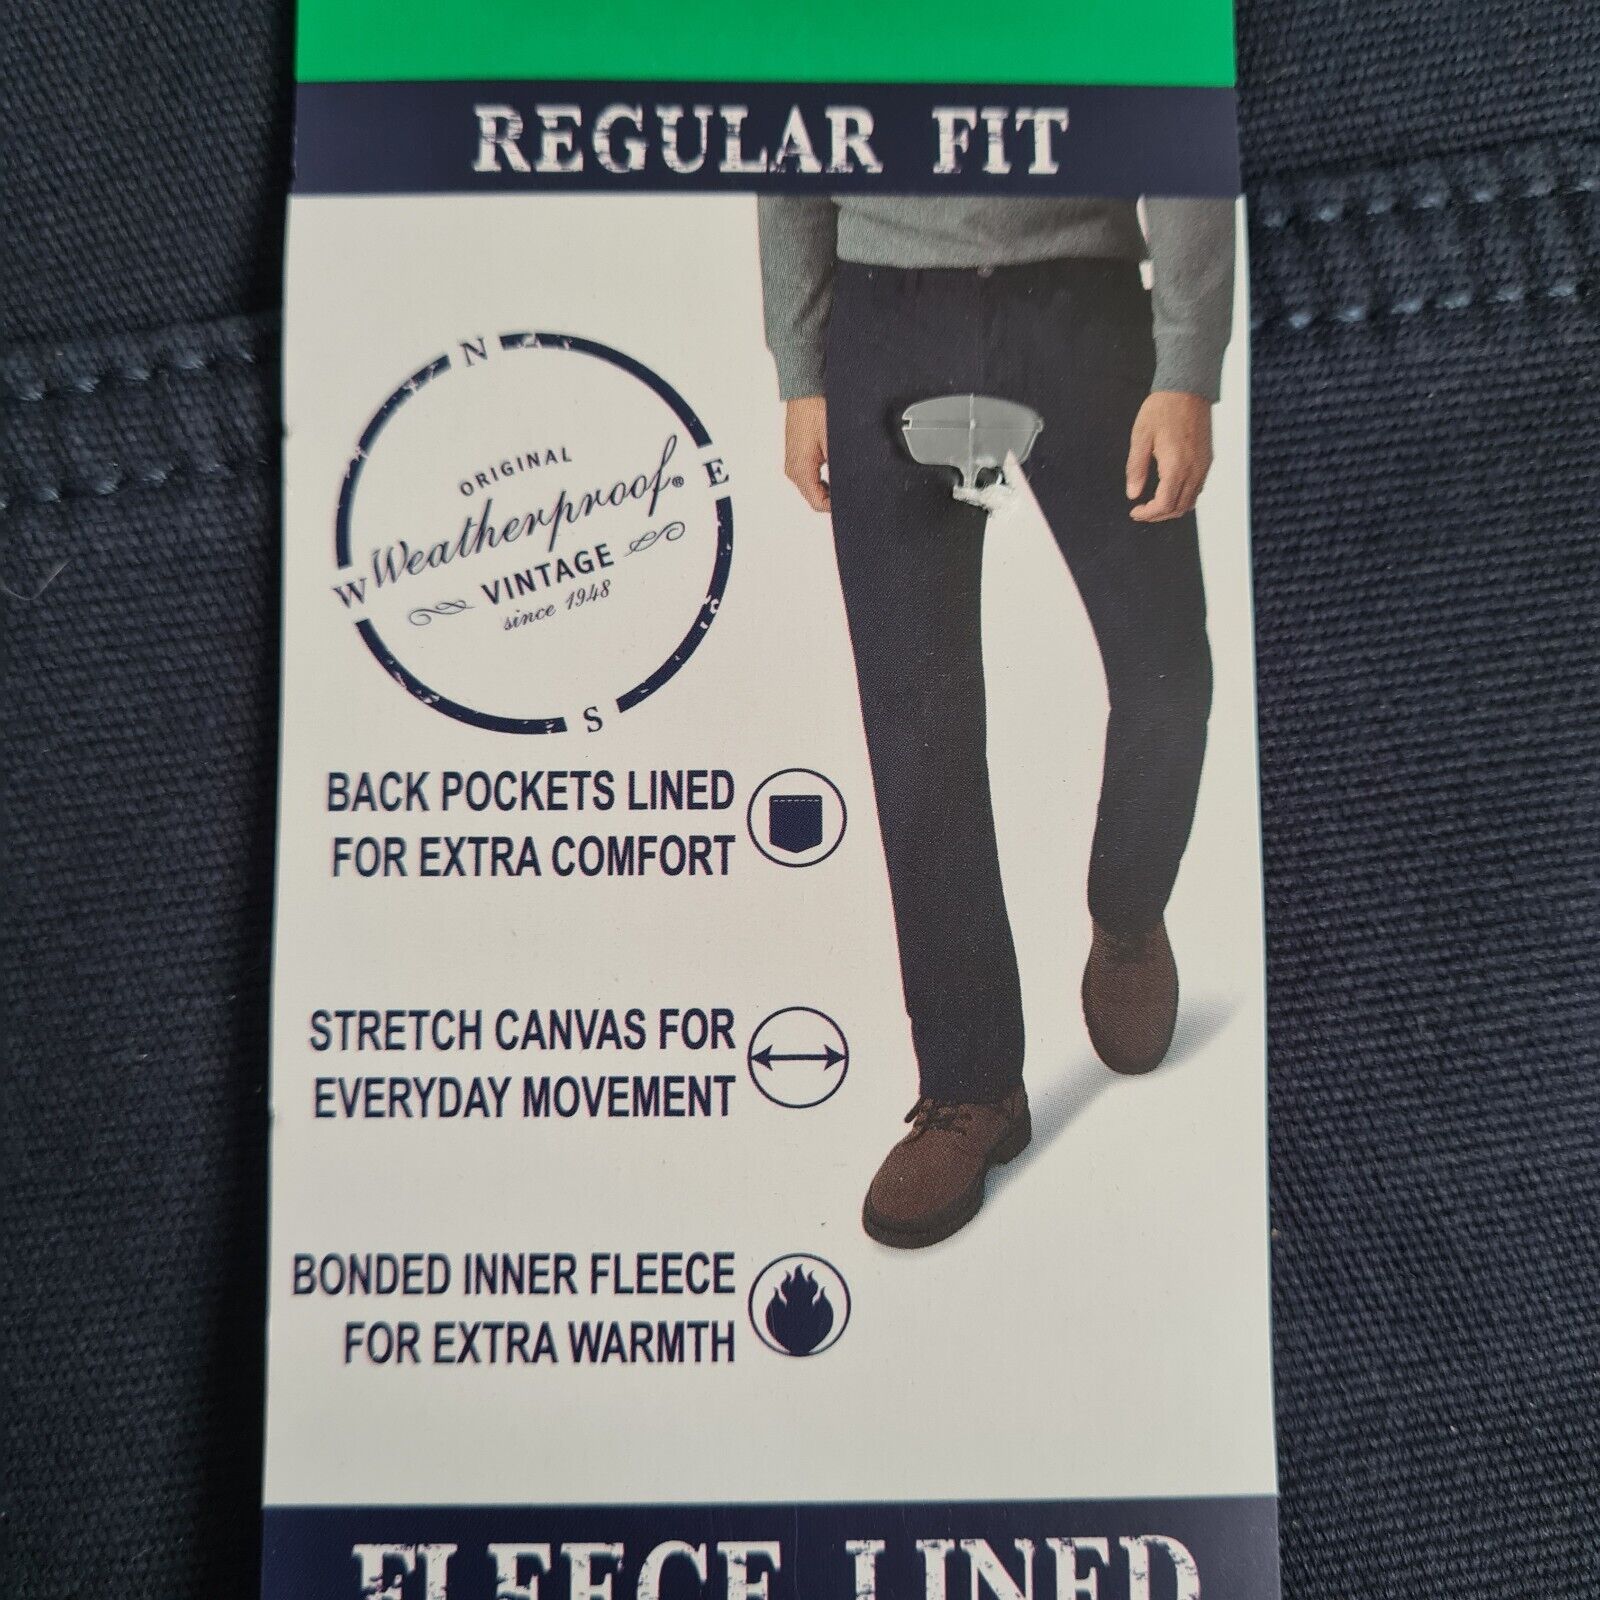 REGULAR FIT
N
ORIGINAL
E
Weatherproof®
W
VINTAGE
since 1948
S
BACK POCKETS LINED
FOR EXTRA COMFORT
STRETCH CANVAS FOR
EVERYDAY MOVEMENT
BONDED INNER FLEECE
FOR EXTRA WARMTH
FLEECE LINED